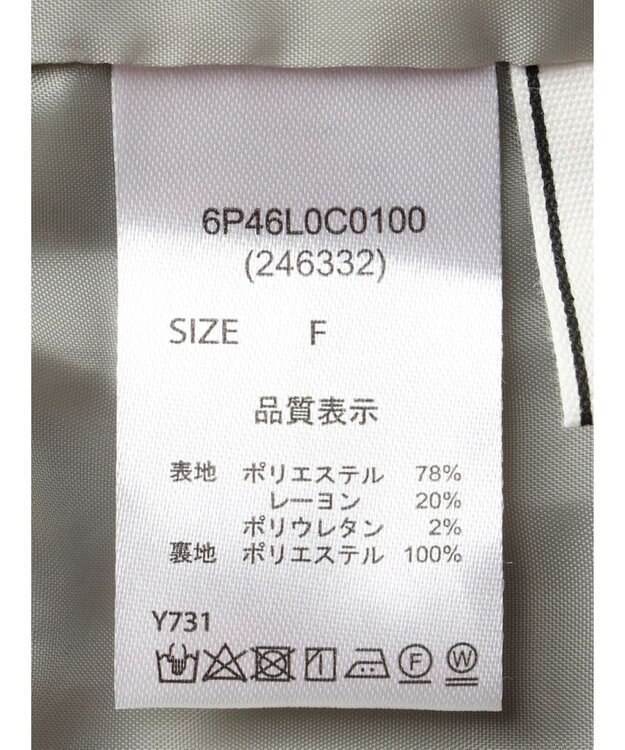 6P46L0C0100
(246332)
SIZE F
品質表示
表地 ポリエステル 78%
レーヨン 20%
ポリウレタン 2%
裏地 ポリエステル 100%
Y731
F W